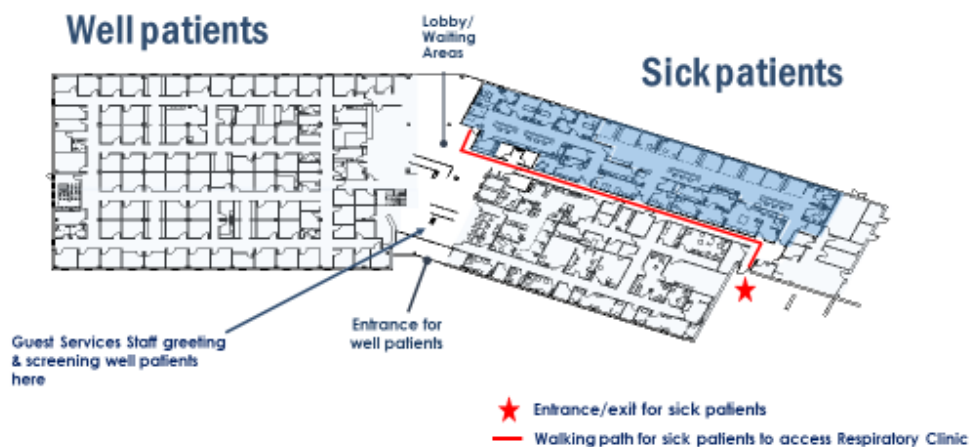 Well patients
Lobby/
Waiting
Areas
Sick patients
Guest Services Staff greeting
& screening well patients
here
Entrance for
well patients
Entrance/exit for sick patients
Walking path for sick patients to access Respiratory Clinic